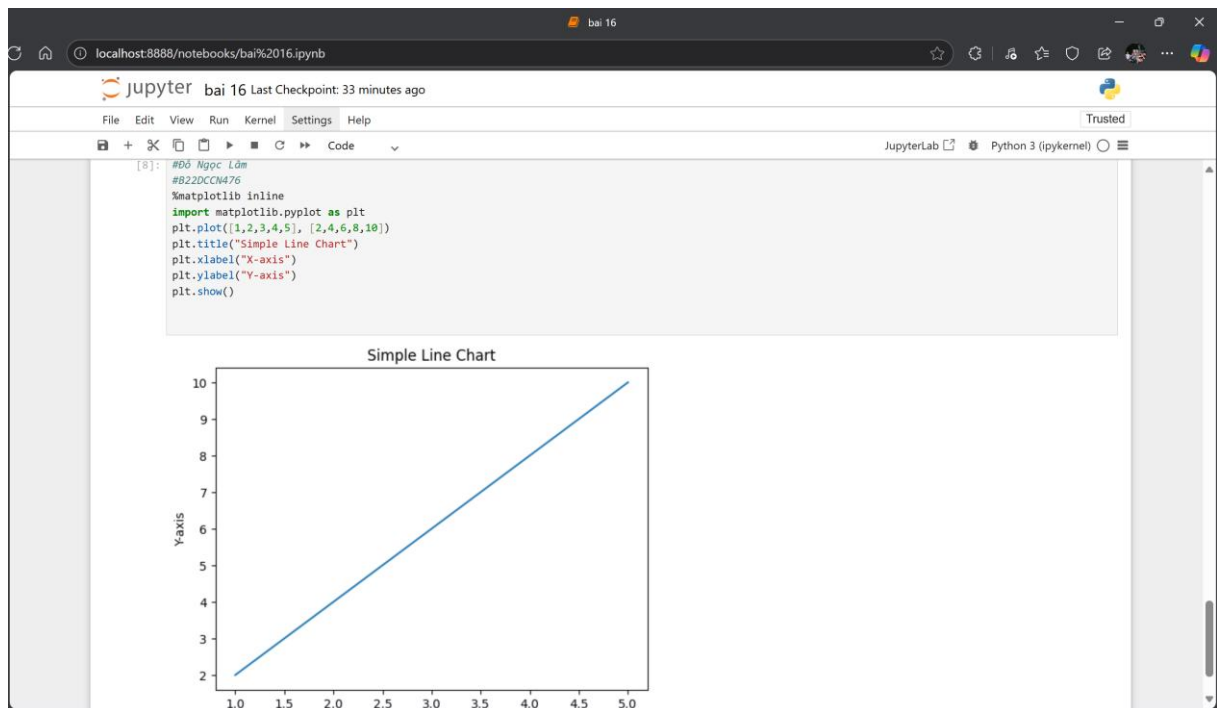 bai 16
localhost:8888/notebooks/bai%2016.ipynb
jupyter bai 16 Last Checkpoint: 33 minutes ago
File Edit View Run Kernel Settings Help
Trusted
Code
JupyterLab Python 3 (ipykernel)
[8]: #Đỗ Ngọc Lâm
#B22DCCN476
%matplotlib inline
import matplotlib.pyplot as plt
plt.plot([1,2,3,4,5], [2,4,6,8,10])
plt.title("Simple Line Chart")
plt.xlabel("X-axis")
plt.ylabel("Y-axis")
plt.show()
Simple Line Chart
10
9
8
7
Y-axis
6
5
4
3
2
1.0 1.5 2.0 2.5 3.0 3.5 4.0 4.5 5.0